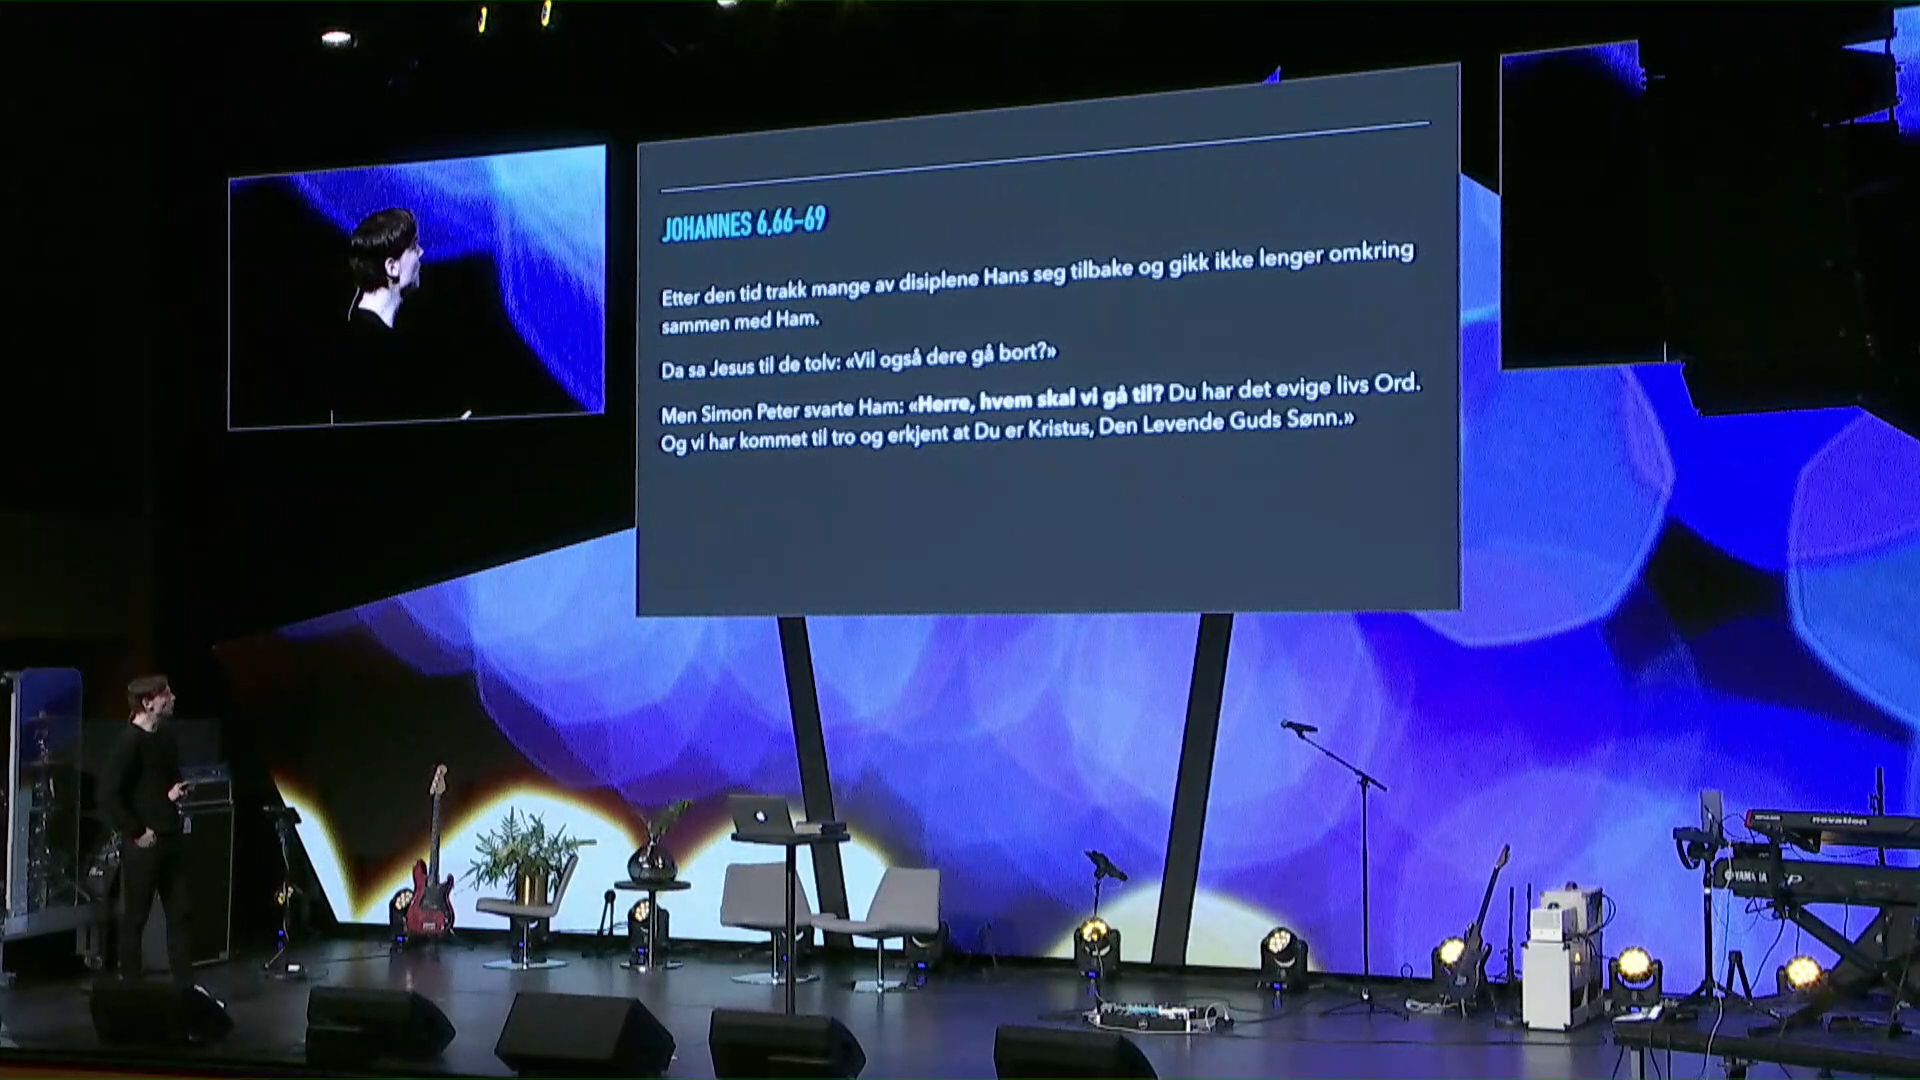 JOHANNES 6,66-69
Etter den tid trakk mange av disiplene Hans seg tilbake og gikk ikke lenger omkring
sammen med Ham.
Da sa Jesus til de tolv: «Vil også dere gå bort?»
Men Simon Peter svarte Ham: «Herre, hvem skal vi gå til? Du har det evige livs Ord.
Og vi har kommet til tro og erkjent at Du er Kristus, Den Levende Guds Sønn.»
novation
YAMAHA